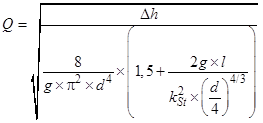 Q = √(Δh / (8 / (g × π² × d⁴) × (1,5 + (2g × l) / (k_St² × (d/4)^(4/3)))))